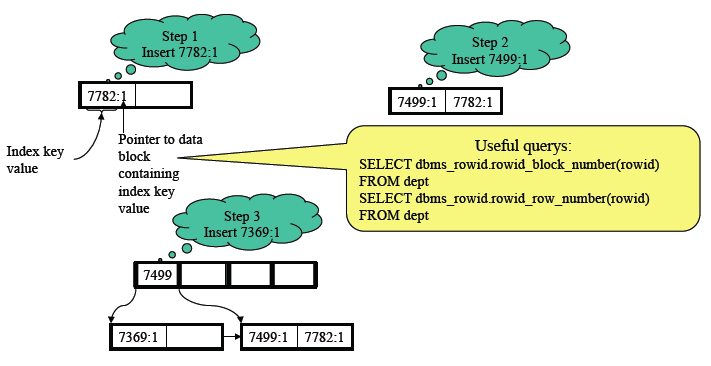 Step 1
Insert 7782:1
7782:1
Index key
value
Pointer to data
block
containing
index key
value
Step 2
Insert 7499:1
7499:1 7782:1
Useful querys:
SELECT dbms_rowid.rowid_block_number(rowid)
FROM dept
SELECT dbms_rowid.rowid_row_number(rowid)
FROM dept
Step 3
Insert 7369:1
7499
7369:1
7499:1 7782:1